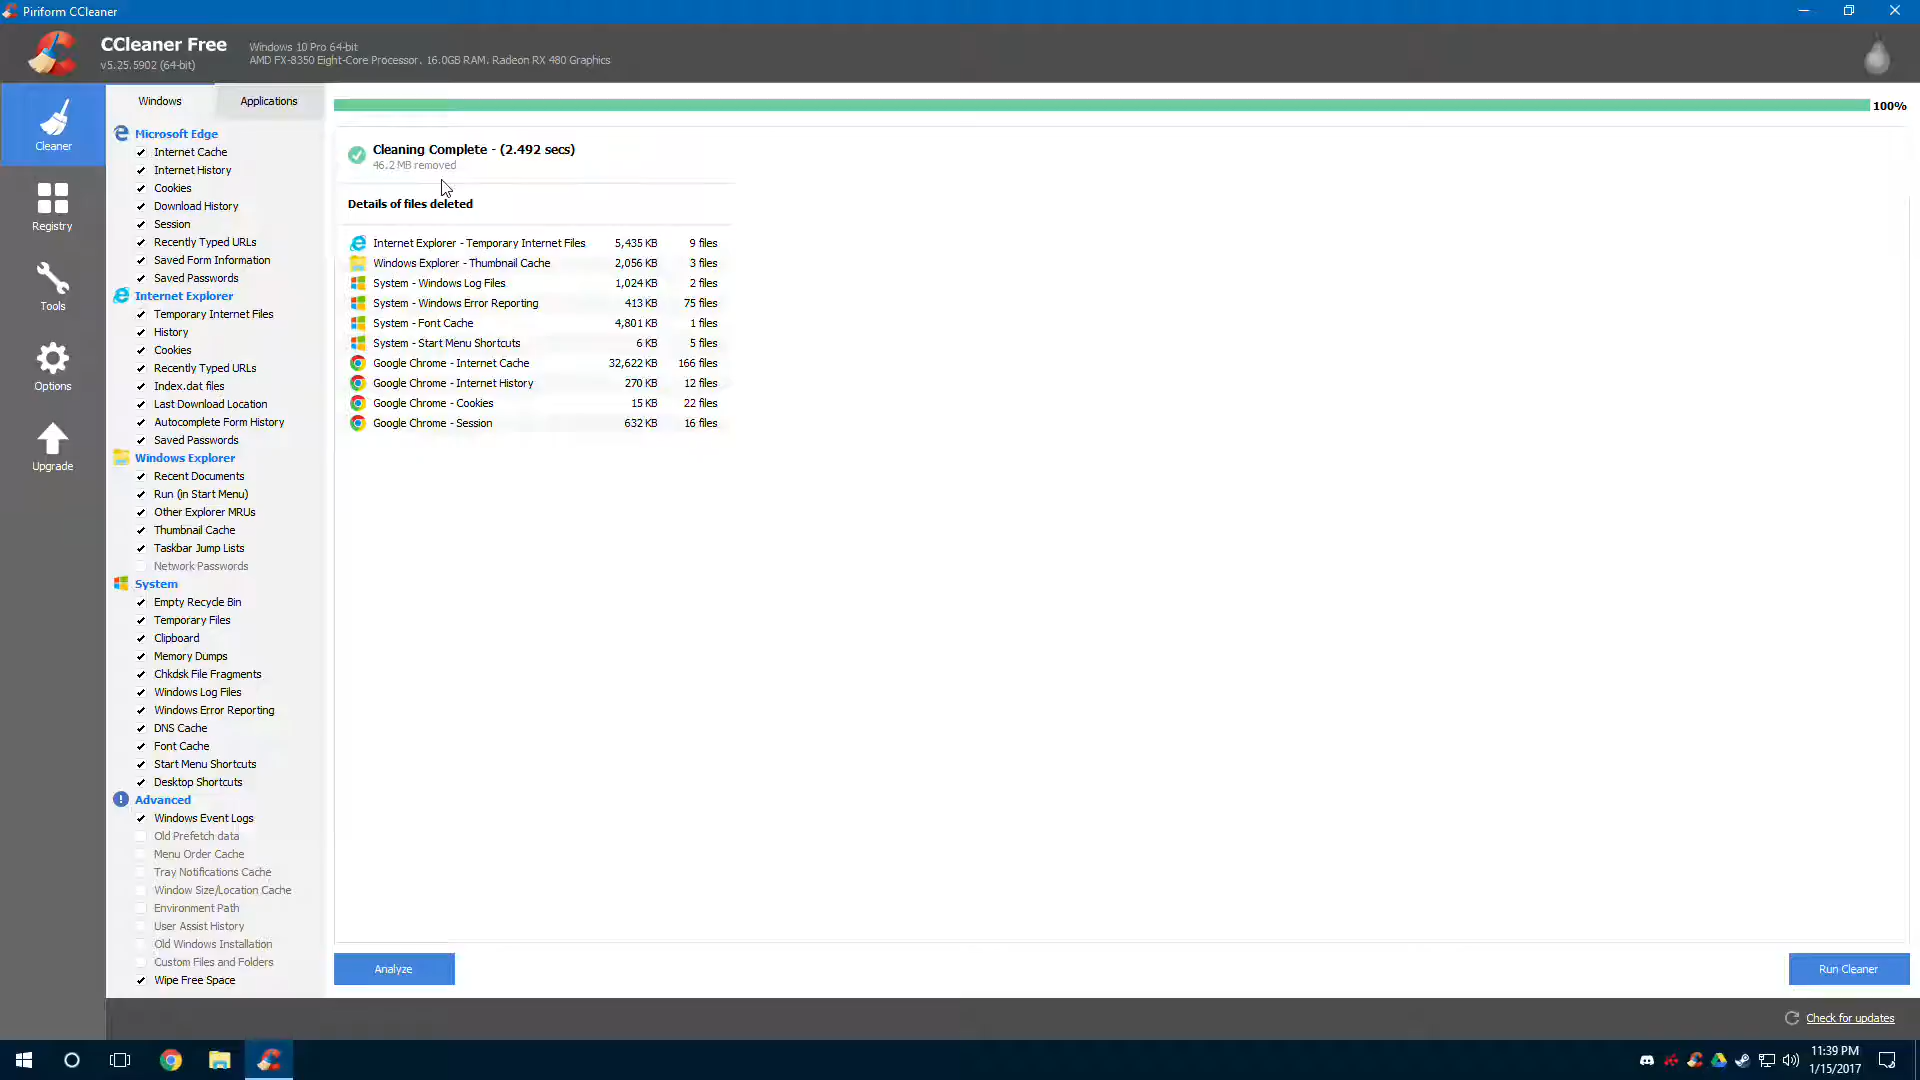 Piriform CCleaner
CCleaner Free
v5.25.5902 (64-bit)
Windows 10 Pro 64-bit
AMD FX-8350 Eight-Core Processor, 16.0GB RAM, Radeon RX 480 Graphics
Cleaner
Registry
Tools
Options
Upgrade
Windows
Applications
Microsoft Edge
Internet Cache
Internet History
Cookies
Download History
Session
Recently Typed URLs
Saved Form Information
Saved Passwords
Internet Explorer
Temporary Internet Files
History
Cookies
Recently Typed URLs
Index.dat files
Last Download Location
Autocomplete Form History
Saved Passwords
Windows Explorer
Recent Documents
Run (in Start Menu)
Other Explorer MRUs
Thumbnail Cache
Taskbar Jump Lists
Network Passwords
System
Empty Recycle Bin
Temporary Files
Clipboard
Memory Dumps
Chkdsk File Fragments
Windows Log Files
Windows Error Reporting
DNS Cache
Font Cache
Start Menu Shortcuts
Desktop Shortcuts
Advanced
Windows Event Logs
Old Prefetch data
Menu Order Cache
Tray Notifications Cache
Window Size/Location Cache
Environment Path
User Assist History
Old Windows Installation
Custom Files and Folders
Wipe Free Space
100%
Cleaning Complete - (2.492 secs)
46.2 MB removed
Details of files deleted
Internet Explorer - Temporary Internet Files 5,435 KB 9 files
Windows Explorer - Thumbnail Cache 2,056 KB 3 files
System - Windows Log Files 1,024 KB 2 files
System - Windows Error Reporting 413 KB 75 files
System - Font Cache 4,801 KB 1 files
System - Start Menu Shortcuts 6 KB 5 files
Google Chrome - Internet Cache 32,622 KB 166 files
Google Chrome - Internet History 270 KB 12 files
Google Chrome - Cookies 15 KB 22 files
Google Chrome - Session 632 KB 16 files
Analyze
Run Cleaner
Check for updates
11:39 PM
1/15/2017